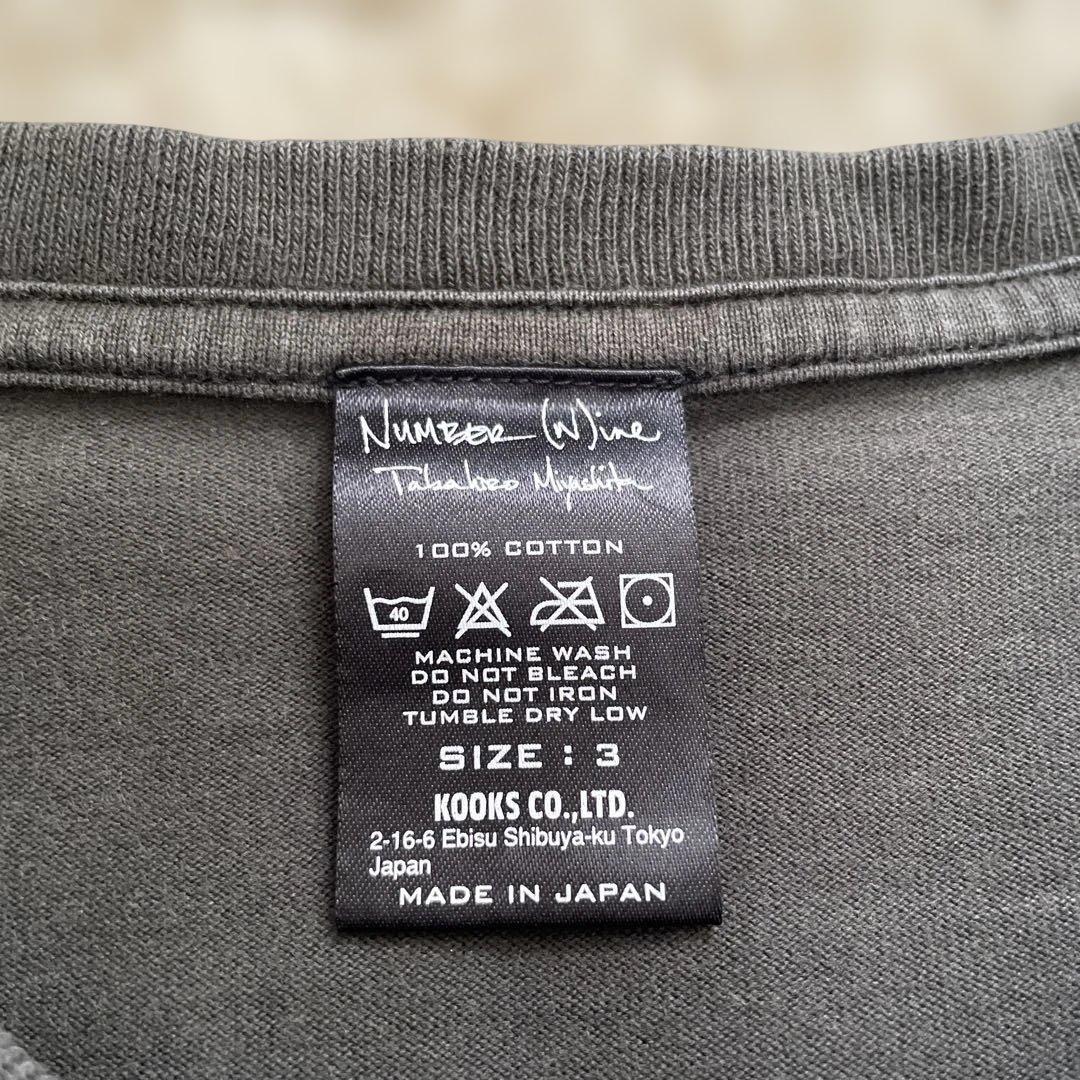 NUMBER (N)ine
Takahiro Miyashita
100% COTTON
40
MACHINE WASH
DO NOT BLEACH
DO NOT IRON
TUMBLE DRY LOW
SIZE : 3
KOOKS CO.,LTD.
2-16-6 Ebisu Shibuya-ku Tokyo
Japan
MADE IN JAPAN